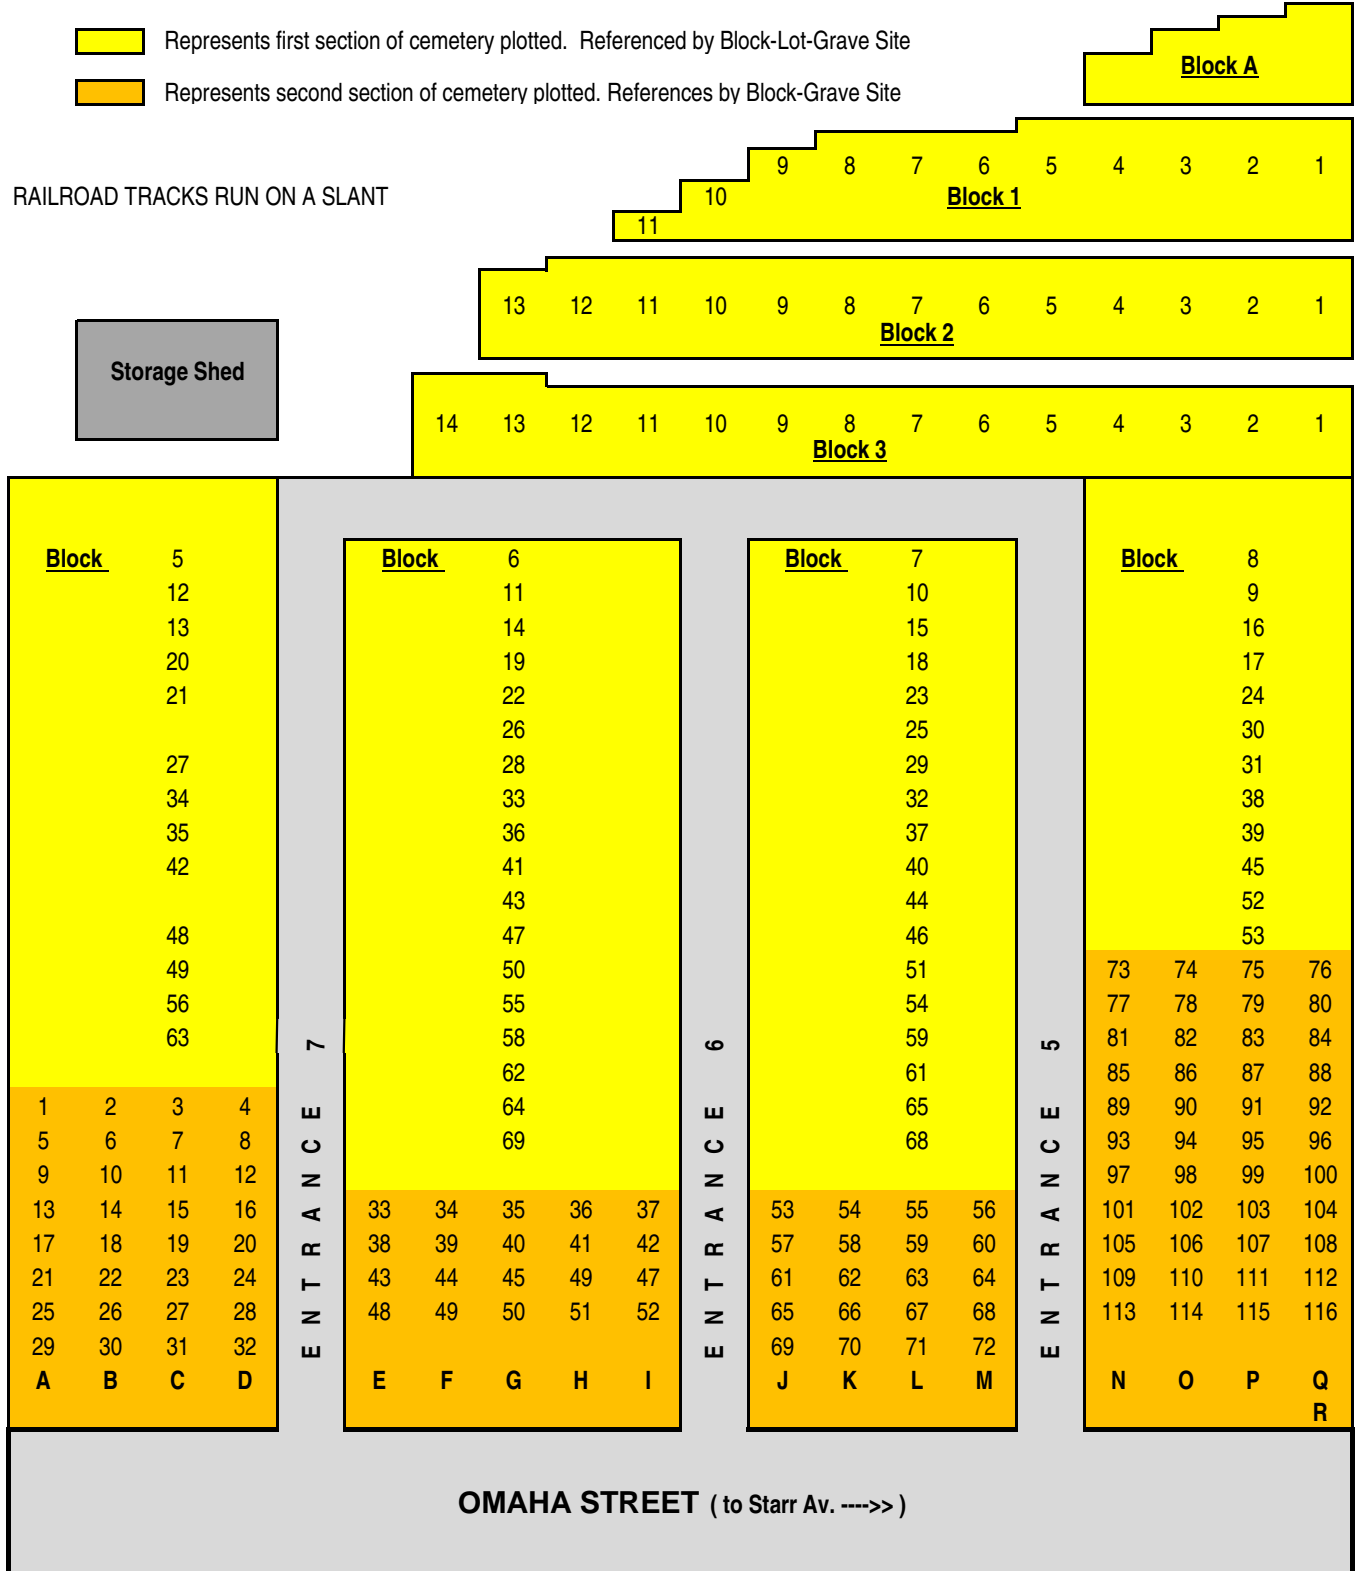 Represents first section of cemetery plotted.  Referenced by Block-Lot-Grave Site
Block A
Represents second section of cemetery plotted. References by Block-Grave Site
9 8 7 6 5 4 3 2 1
RAILROAD TRACKS RUN ON A SLANT
10
Block 1
11
13 12 11 10 9 8 7 6 5 4 3 2 1
Block 2
Storage Shed
14 13 12 11 10 9 8 7 6 5 4 3 2 1
Block 3
Block 5
12
13
20
21
27
34
35
42
48
49
56
63
1 2 3 4
5 6 7 8
9 10 11 12
13 14 15 16
17 18 19 20
21 22 23 24
25 26 27 28
29 30 31 32
A B C D
ENTRANCE 7
Block 6
11
14
19
22
26
28
33
36
41
43
47
50
55
58
62
64
69
33 34 35 36 37
38 39 40 41 42
43 44 45 49 47
48 49 50 51 52
E F G H I
ENTRANCE 6
Block 7
10
15
18
23
25
29
32
37
40
44
46
51
54
59
61
65
68
53 54 55 56
57 58 59 60
61 62 63 64
65 66 67 68
69 70 71 72
J K L M
ENTRANCE 5
Block 8
9
16
17
24
30
31
38
39
45
52
53
73 74 75 76
77 78 79 80
81 82 83 84
85 86 87 88
89 90 91 92
93 94 95 96
97 98 99 100
101 102 103 104
105 106 107 108
109 110 111 112
113 114 115 116
N O P Q
R
OMAHA STREET ( to Starr Av. ---->> )